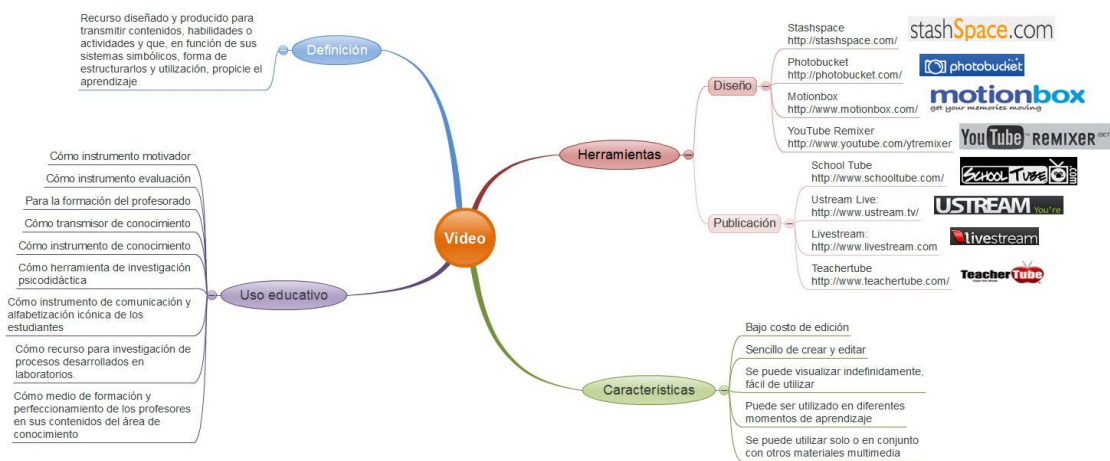 Recurso diseñado y producido para
transmitir contenidos, habilidades o
actividades y que, en función de sus
sistemas simbólicos, forma de
estructurarlos y utilización, propicie el
aprendizaje
Definición
Video
Herramientas
Diseño
Stashspace
http://stashspace.com/
stashSpace.com
Photobucket
http://photobucket.com/
photobucket
Motionbox
http://www.motionbox.com/
motionbox
get your memories moving
YouTube Remixer
http://www.youtube.com/ytremixer
YouTube REMIXER
Publicación
School Tube
http://www.schooltube.com/
SCHOOL TUBE .COM
Ustream Live:
http://www.ustream.tv/
USTREAM You're
Livestream:
http://www.livestream.com
livestream
Teachertube
http://www.teachertube.com/
TeacherTube
Uso educativo
Cómo instrumento motivador
Cómo instrumento evaluación
Para la formación del profesorado
Cómo transmisor de conocimiento
Cómo instrumento de conocimiento
Cómo herramienta de investigación
psicodidáctica
Cómo instrumento de comunicación y
alfabetización icónica de los
estudiantes
Cómo recurso para investigación de
procesos desarrollados en
laboratorios.
Cómo medio de formación y
perfeccionamiento de los profesores
en sus contenidos del área de
conocimiento
Características
Bajo costo de edición
Sencillo de crear y editar
Se puede visualizar indefinidamente,
fácil de utilizar
Puede ser utilizado en diferentes
momentos de aprendizaje
Se puede utilizar solo o en conjunto
con otros materiales multimedia